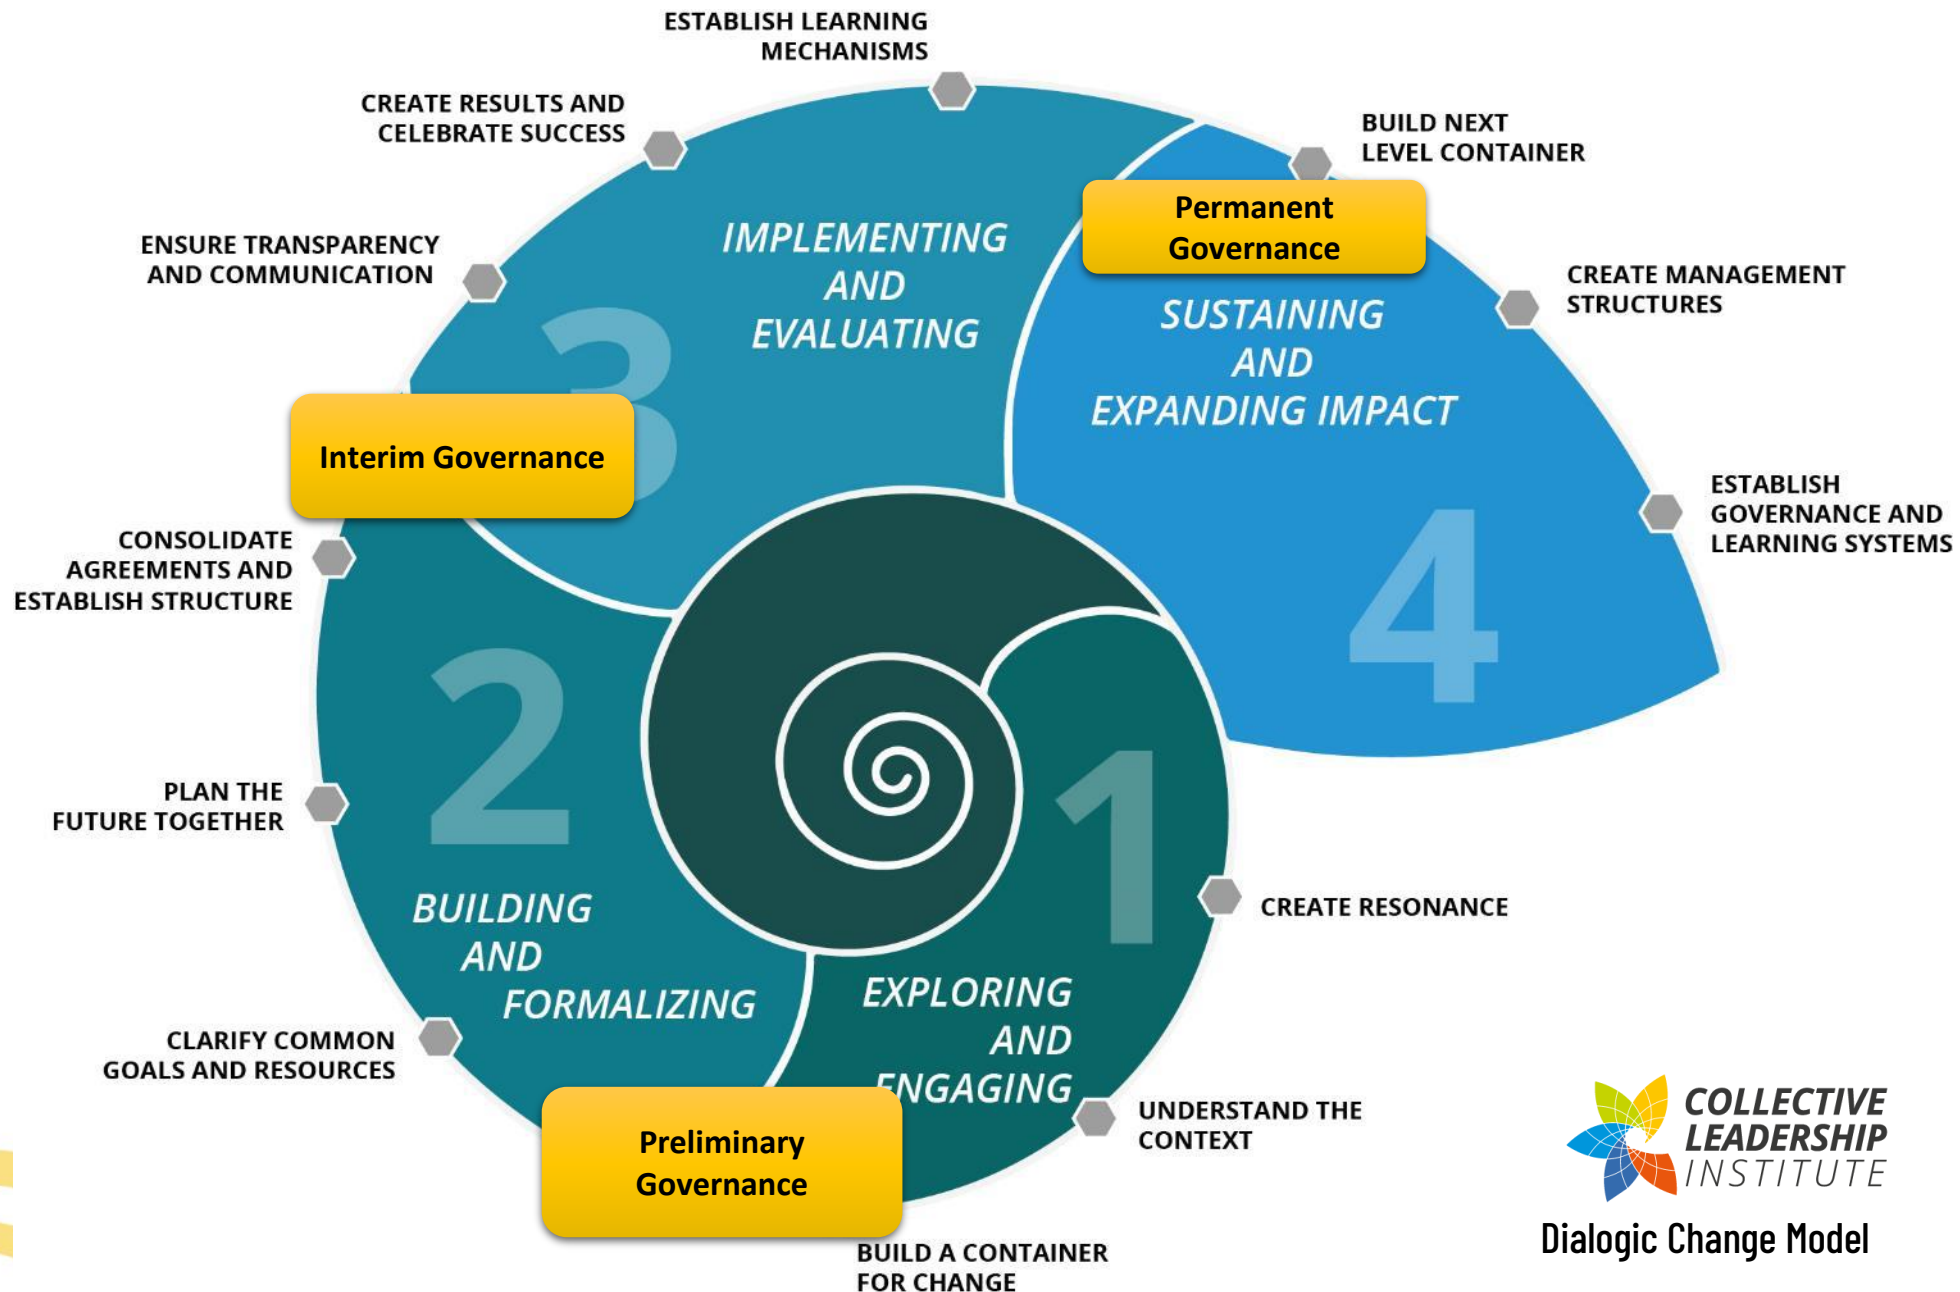 ESTABLISH LEARNING
MECHANISMS
CREATE RESULTS AND
CELEBRATE SUCCESS
BUILD NEXT
LEVEL CONTAINER
Permanent
Governance
ENSURE TRANSPARENCY
AND COMMUNICATION
IMPLEMENTING
AND
EVALUATING
3
CREATE MANAGEMENT
STRUCTURES
SUSTAINING
AND
EXPANDING IMPACT
4
Interim Governance
ESTABLISH
GOVERNANCE AND
LEARNING SYSTEMS
CONSOLIDATE
AGREEMENTS AND
ESTABLISH STRUCTURE
2
PLAN THE
FUTURE TOGETHER
1
BUILDING
AND
FORMALIZING
CREATE RESONANCE
EXPLORING
AND
ENGAGING
CLARIFY COMMON
GOALS AND RESOURCES
UNDERSTAND THE
CONTEXT
Preliminary
Governance
BUILD A CONTAINER
FOR CHANGE
COLLECTIVE
LEADERSHIP
INSTITUTE
Dialogic Change Model